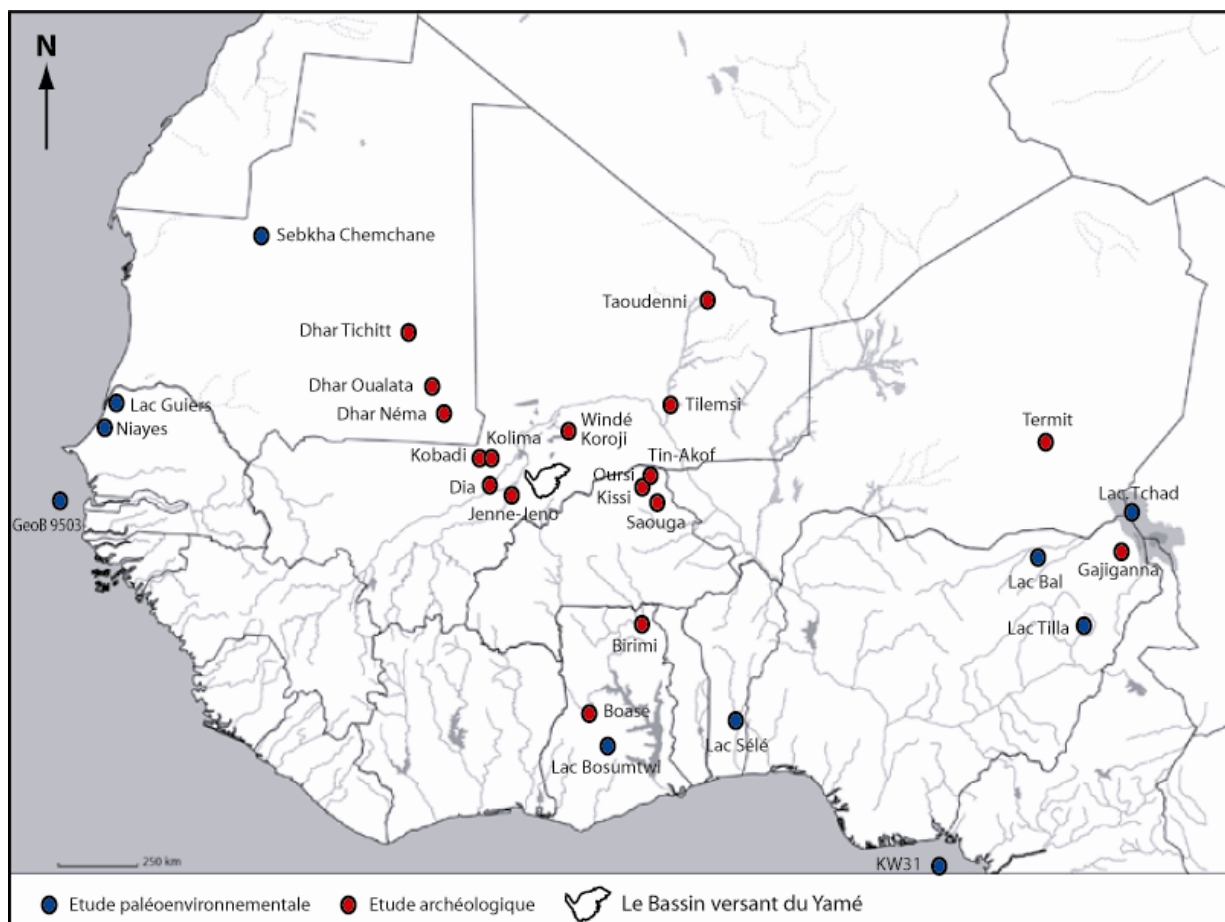 N
Sebkha Chemchane
Taoudenni
Dhar Tichitt
Dhar Oualata
Dhar Néma
Lac Guiers
Niayes
Tilemsi
Windé
Koroji
Termit
Kolima
Kobadi
Tin-Akof
Oursi
Dia
Kissi
Jenne-Jeno
Saouga
GeoB 9503
Lac Tchad
Lac Bal
Gajiganna
Lac Tilla
Birimi
Boase
Lac Sélé
Lac Bosumtwi
250 km
KW31
Etude paléoenvironnementale
Etude archéologique
Le Bassin versant du Yamé